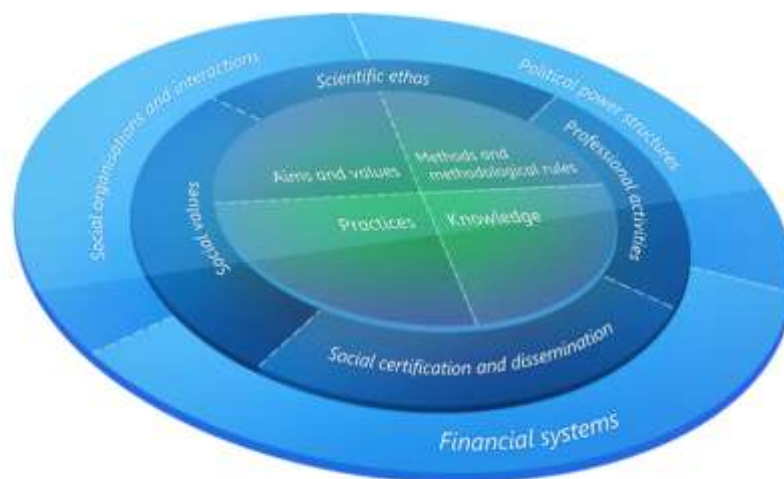 Social organisations and interactions
Political power structures
Scientific ethos
Professional activities
Social values
Aims and values
Methods and
methodological rules
Practices
Knowledge
Social certification and dissemination
Financial systems